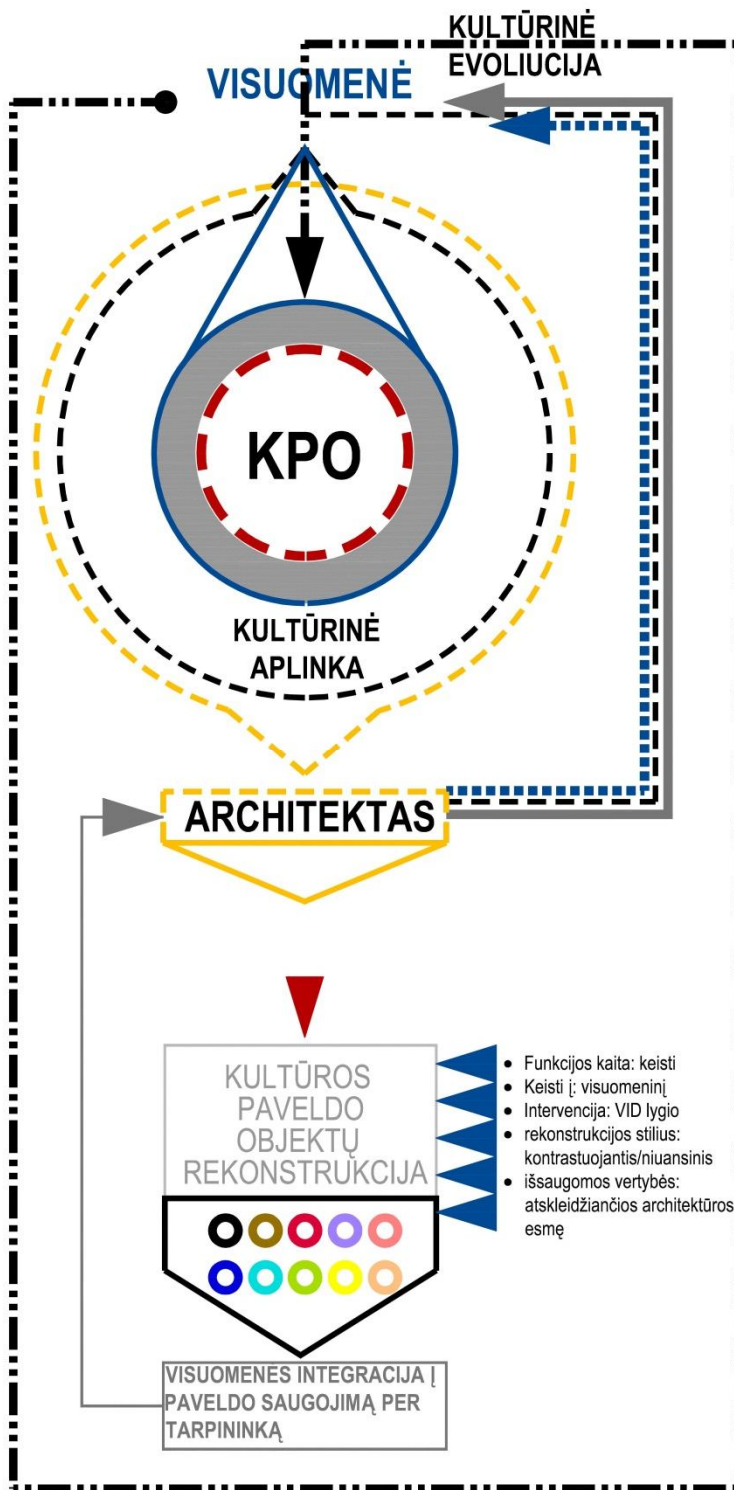 KULTŪRINĖ
EVOLIUCIJA
VISUOMENĖ
KPO
KULTŪRINĖ
APLINKA
ARCHITEKTAS
KULTŪROS
PAVELDO
OBJEKTŲ
REKONSTRUKCIJA
• Funkcijos kaita: keisti
• Keisti į: visuomeninį
• Intervencija: VID lygio
• rekonstrukcijos stilius:
kontrastuojantis/niuansinis
• išsaugomos vertybės:
atskleidžiančios architektūros
esmę
VISUOMENĖS INTEGRACIJA Į
PAVELDO SAUGOJIMĄ PER
TARPININKĄ